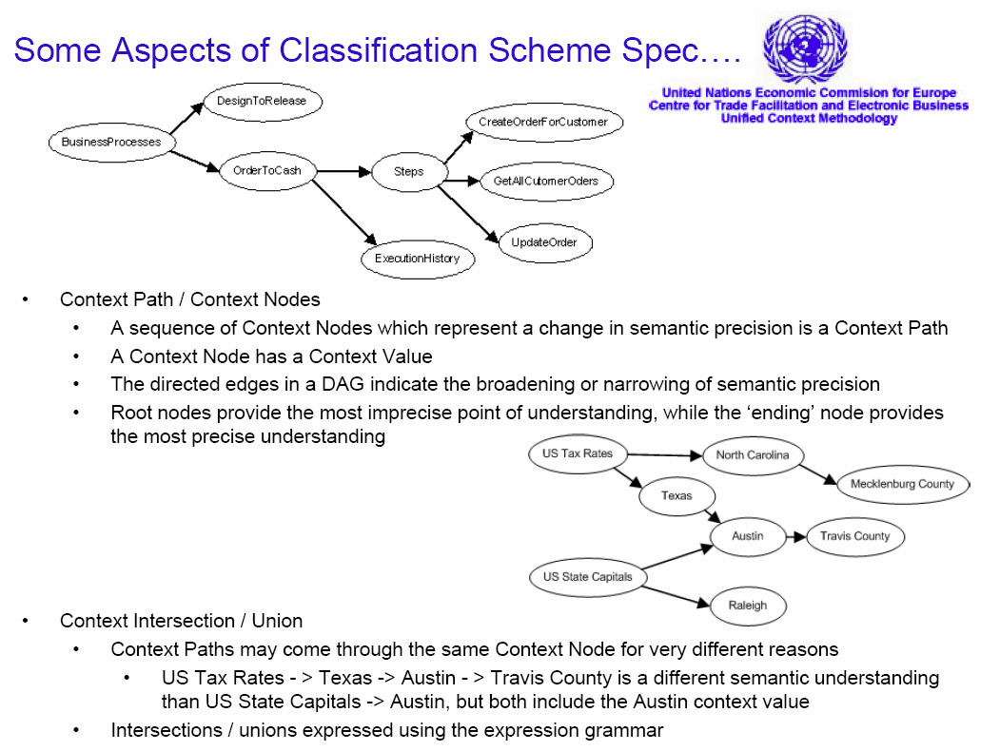 Some Aspects of Classification Scheme Spec….
United Nations Economic Commision for Europe
Centre for Trade Facilitation and Electronic Business
Unified Context Methodology
DesignToRelease
CreateOrderForCustomer
BusinessProcesses
OrderToCash
Steps
GetAllCutomerOders
UpdateOrder
ExecutionHistory
• Context Path / Context Nodes
• A sequence of Context Nodes which represent a change in semantic precision is a Context Path
• A Context Node has a Context Value
• The directed edges in a DAG indicate the broadening or narrowing of semantic precision
• Root nodes provide the most imprecise point of understanding, while the ‘ending’ node provides
the most precise understanding
US Tax Rates
North Carolina
Mecklenburg County
Texas
Austin
Travis County
US State Capitals
Raleigh
• Context Intersection / Union
• Context Paths may come through the same Context Node for very different reasons
• US Tax Rates - > Texas -> Austin - > Travis County is a different semantic understanding
than US State Capitals -> Austin, but both include the Austin context value
• Intersections / unions expressed using the expression grammar